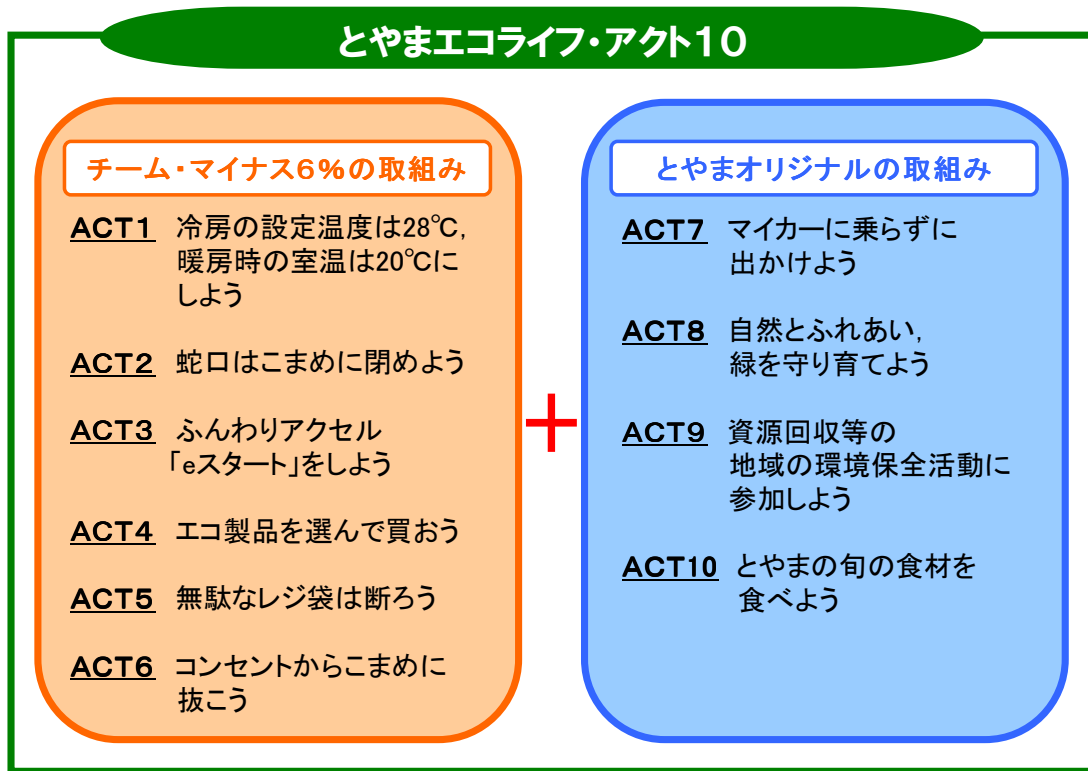 とやまエコライフ・アクト10
チーム・マイナス6%の取組み
ACT1 冷房の設定温度は28℃,
暖房時の室温は20℃に
しよう
ACT2 蛇口はこまめに閉めよう
ACT3 ふんわりアクセル
「eスタート」をしよう
ACT4 エコ製品を選んで買おう
ACT5 無駄なレジ袋は断ろう
ACT6 コンセントからこまめに
抜こう
+
とやまオリジナルの取組み
ACT7 マイカーに乗らずに
出かけよう
ACT8 自然とふれあい,
緑を守り育てよう
ACT9 資源回収等の
地域の環境保全活動に
参加しよう
ACT10 とやまの旬の食材を
食べよう